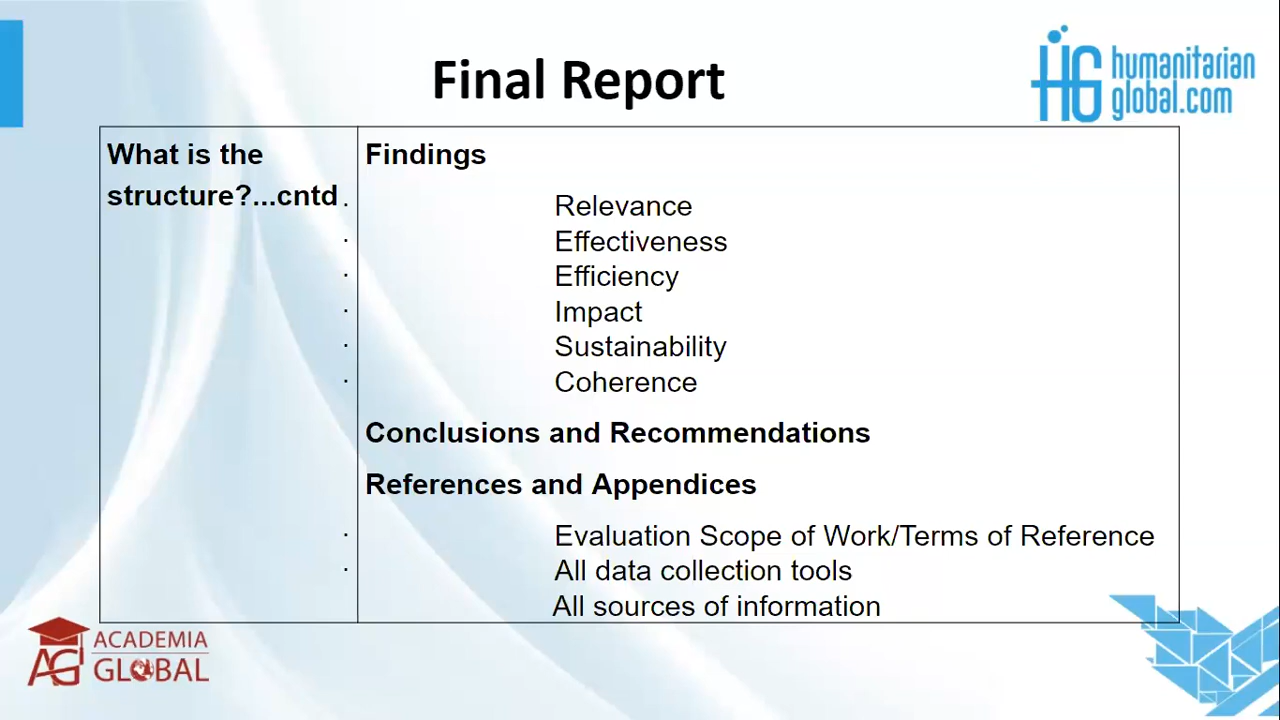 Final Report
humanitarian
global.com
What is the
structure?...cntd
Findings
· Relevance
· Effectiveness
· Efficiency
· Impact
· Sustainability
· Coherence
Conclusions and Recommendations
References and Appendices
· Evaluation Scope of Work/Terms of Reference
· All data collection tools
All sources of information
AG
ACADEMIA
GLOBAL
HG